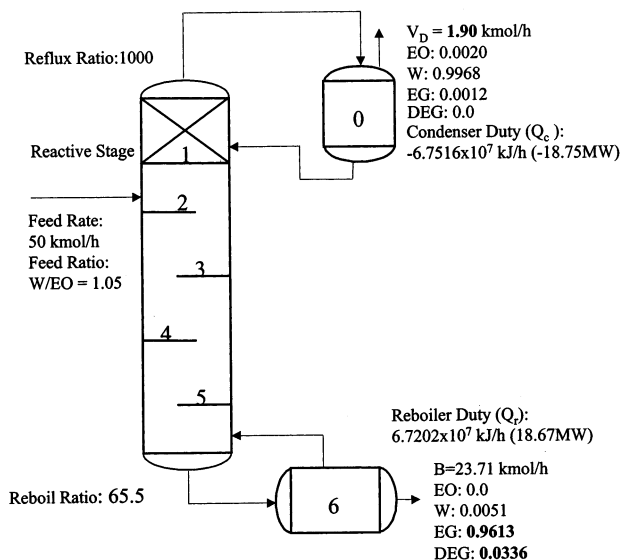 Reflux Ratio:1000
V_D = 1.90 kmol/h
EO: 0.0020
W: 0.9968
EG: 0.0012
DEG: 0.0
Condenser Duty (Q_c ):
-6.7516x10^7 kJ/h (-18.75MW)
0
Reactive Stage
1
2
Feed Rate:
50 kmol/h
Feed Ratio:
W/EO = 1.05
3
4
5
Reboiler Duty (Q_r):
6.7202x10^7 kJ/h (18.67MW)
Reboil Ratio: 65.5
6
B=23.71 kmol/h
EO: 0.0
W: 0.0051
EG: 0.9613
DEG: 0.0336